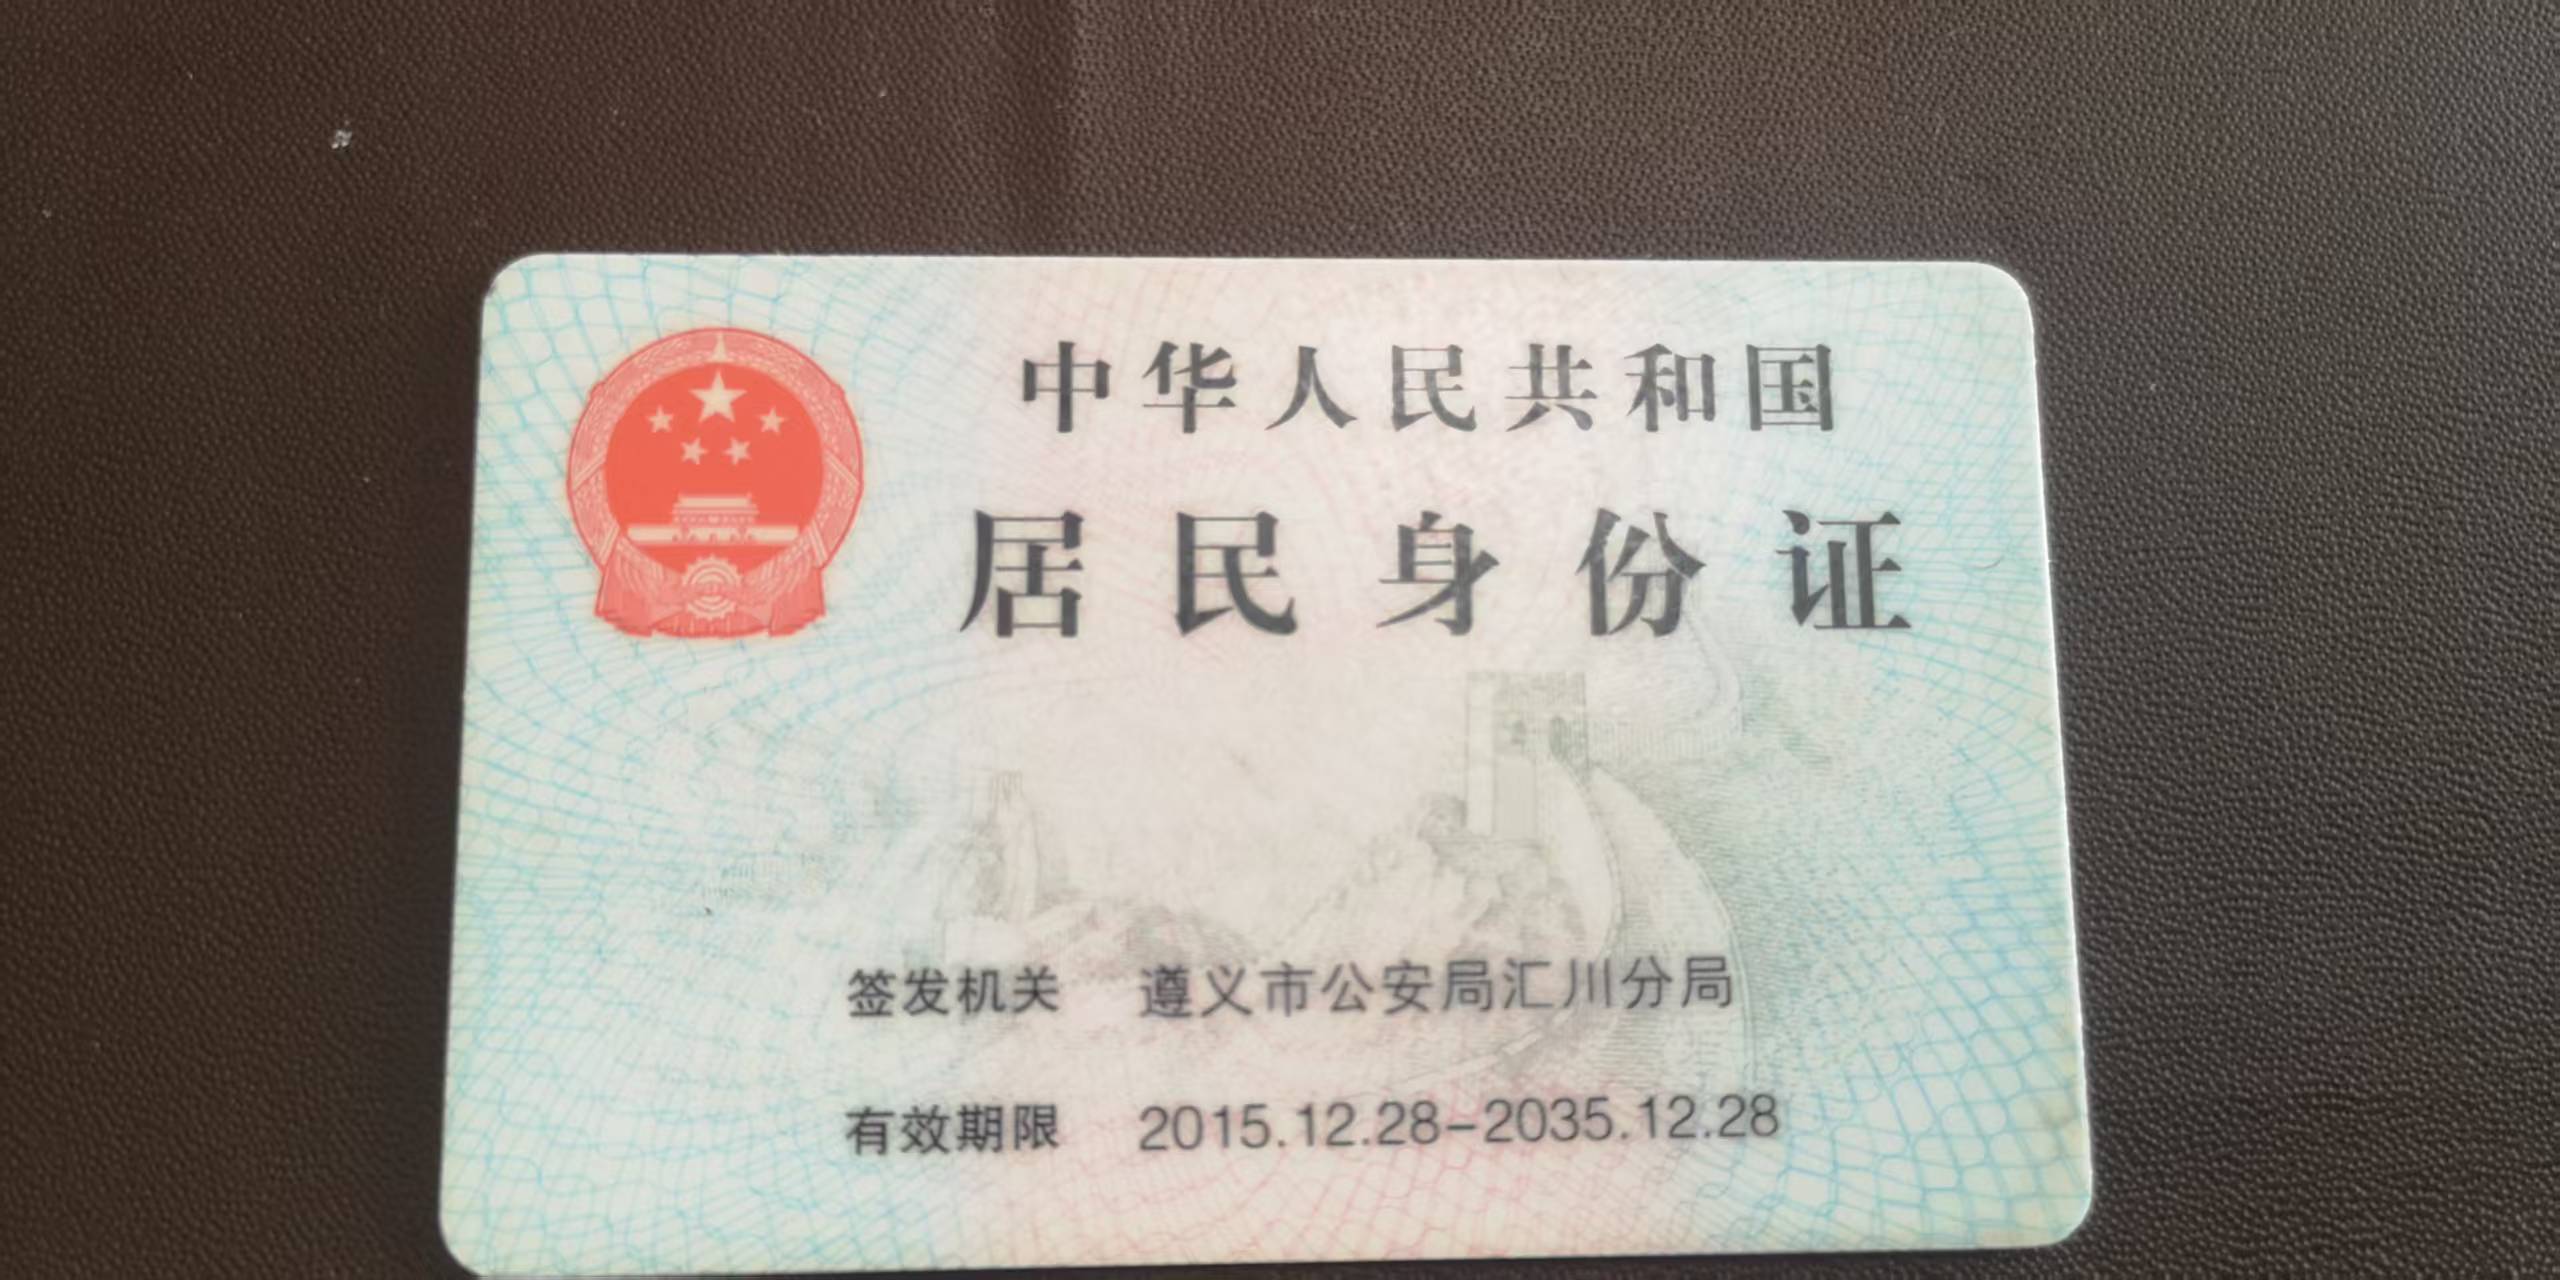 中华人民共和国
居民身份证
签发机关 遵义市公安局汇川分局
有效期限 2015.12.28-2035.12.28